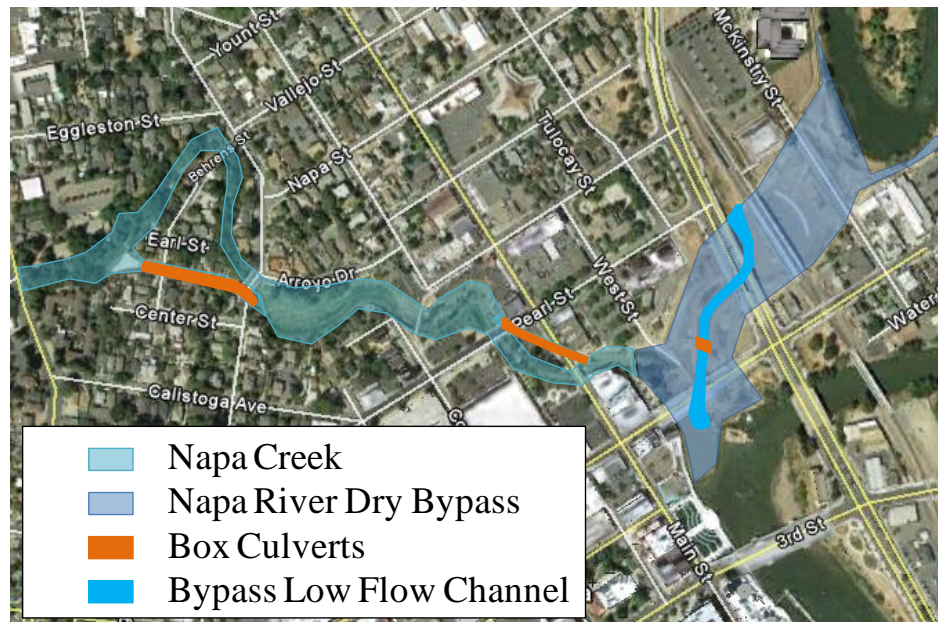 Yount St
McKinstry St
Vallejo St
Eggleston St
Behrens St
Tulocay St
Napa St
Earl St
West St
Arroyo Dr
Pearl St
Center St
Water
Calistoga Ave
Napa Creek
Napa River Dry Bypass
Box Culverts
Bypass Low Flow Channel
Main St
3rd St